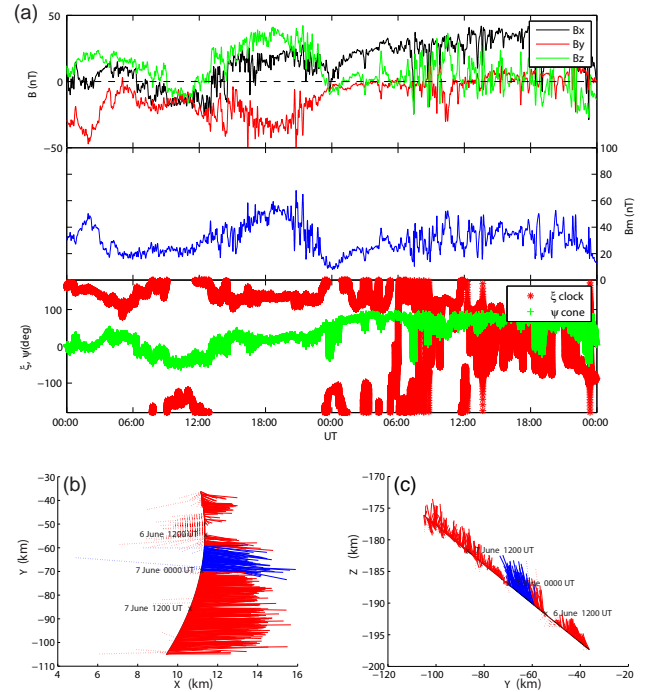 (a)
50
0
−50
B (nT)
Bx
By
Bz
100
80
60
40
20
0
Bm (nT)
100
0
−100
ξ, ψ(deg)
ξ clock
ψ cone
00:00 06:00 12:00 18:00 00:00 06:00 12:00 18:00 00:00
UT
(b)
−30
−40
−50
−60
−70
−80
−90
−100
−110
Y (km)
6 June 1200 UT
7 June 0000 UT
7 June 1200 UT
4 6 8 10 12 14 16
X (km)
(c)
−170
−175
−180
−185
−190
−195
−200
Z (km)
7 June 1200 UT
7 June 0000 UT
6 June 1200 UT
−120 −100 −80 −60 −40 −20
Y (km)